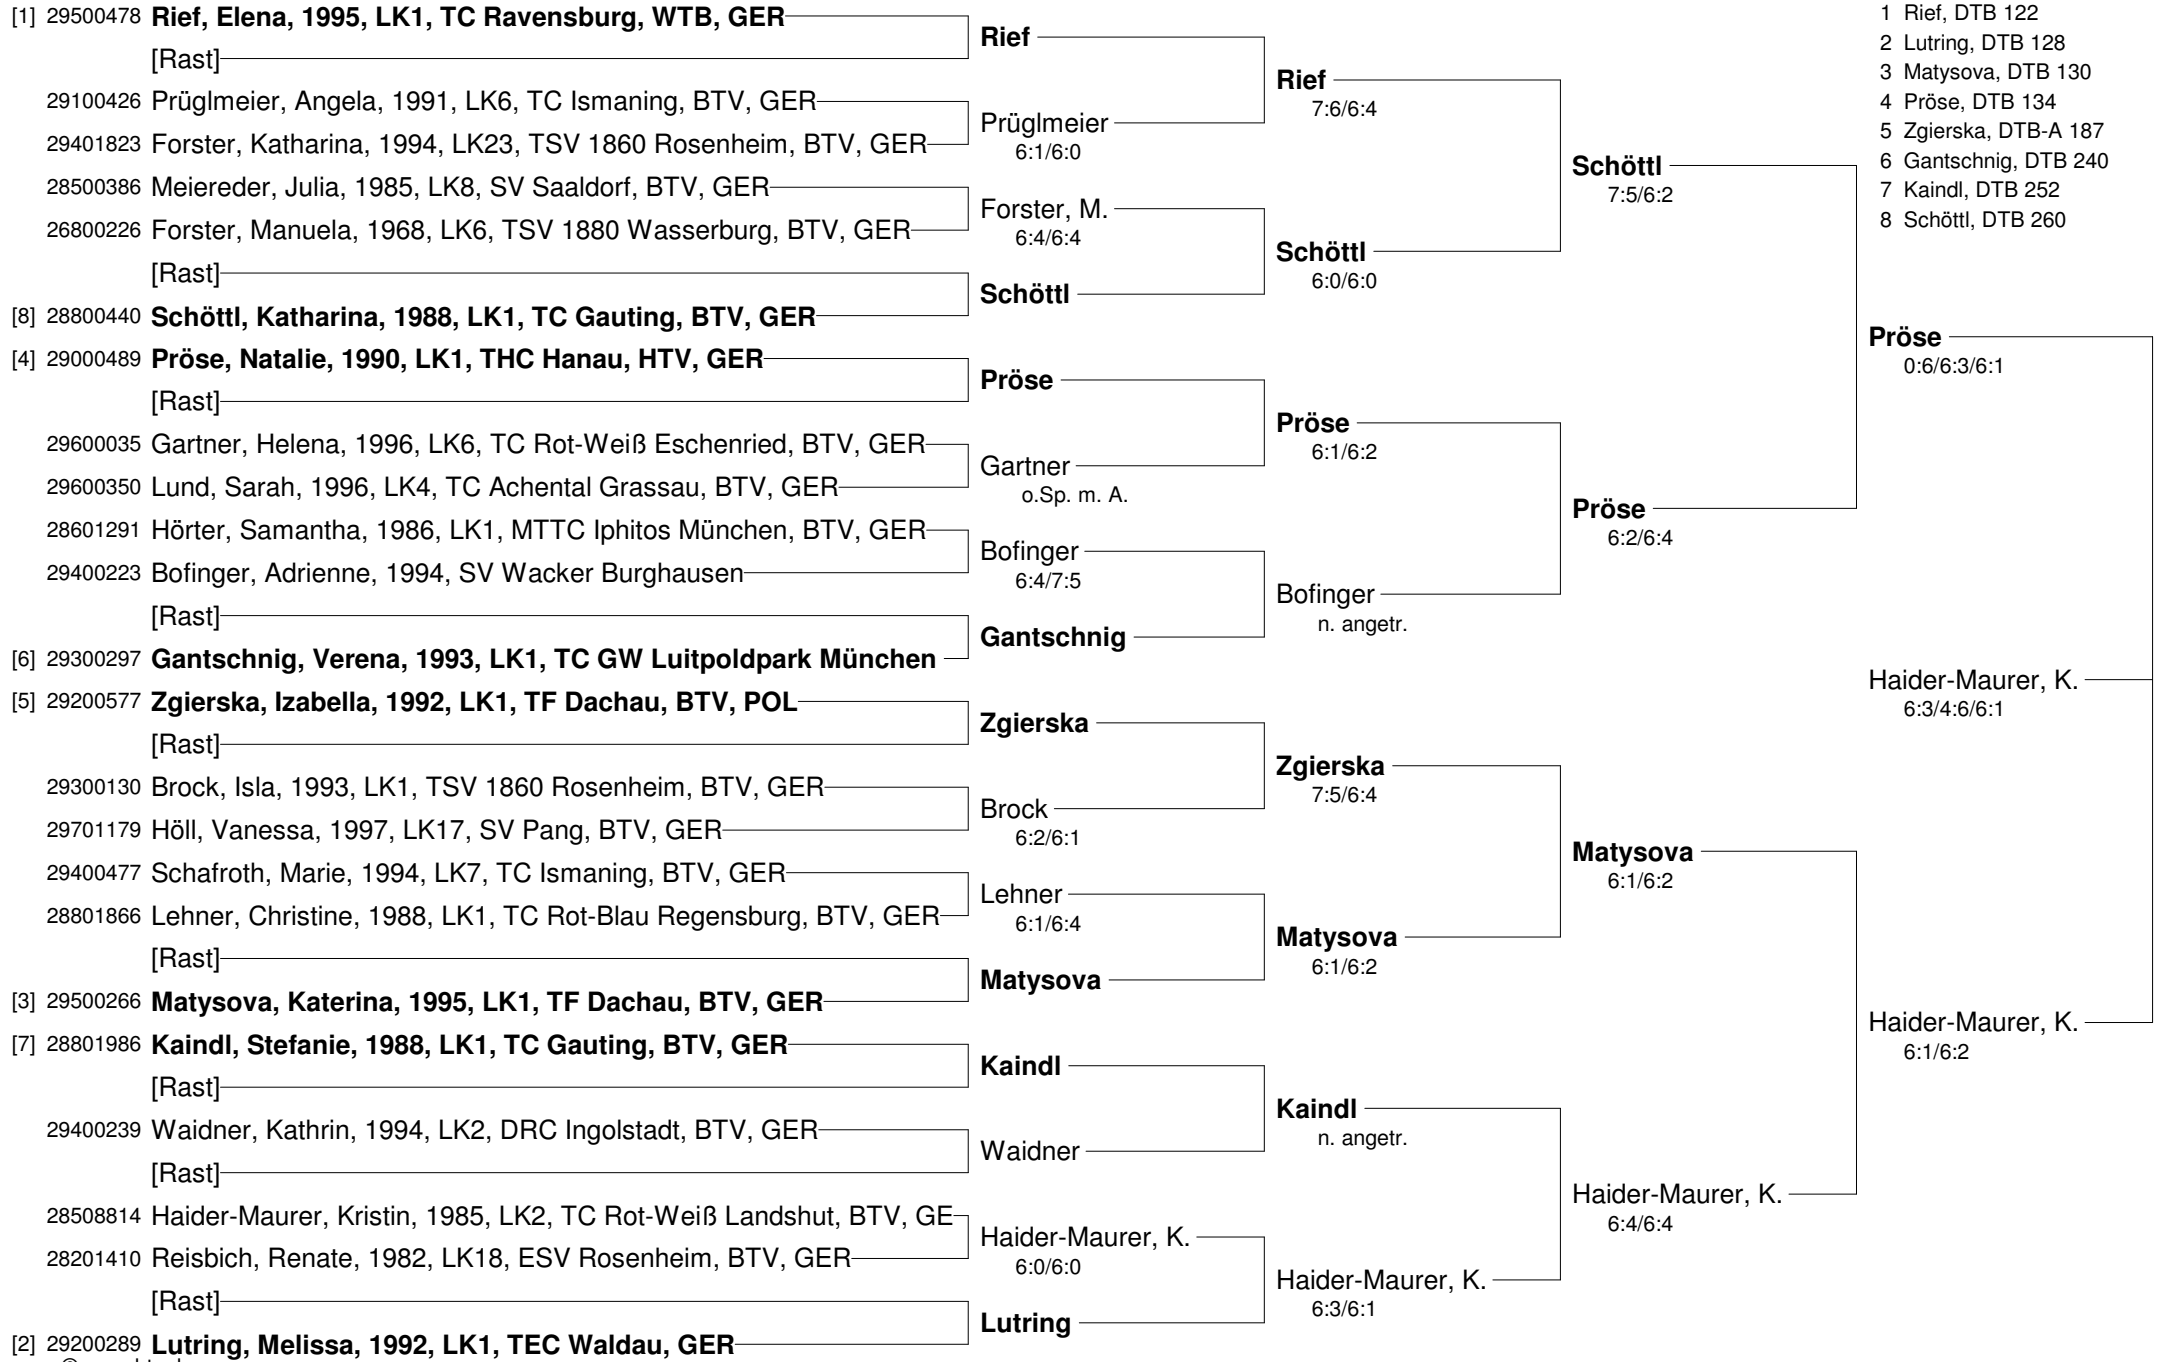 [1] 29500478 Rief, Elena, 1995, LK1, TC Ravensburg, WTB, GER
[Rast]
29100426 Prüglmeier, Angela, 1991, LK6, TC Ismaning, BTV, GER
29401823 Forster, Katharina, 1994, LK23, TSV 1860 Rosenheim, BTV, GER
28500386 Meiereder, Julia, 1985, LK8, SV Saaldorf, BTV, GER
26800226 Forster, Manuela, 1968, LK6, TSV 1880 Wasserburg, BTV, GER
[Rast]
[8] 28800440 Schöttl, Katharina, 1988, LK1, TC Gauting, BTV, GER
[4] 29000489 Pröse, Natalie, 1990, LK1, THC Hanau, HTV, GER
[Rast]
29600035 Gartner, Helena, 1996, LK6, TC Rot-Weiß Eschenried, BTV, GER
29600350 Lund, Sarah, 1996, LK4, TC Achental Grassau, BTV, GER
28601291 Hörter, Samantha, 1986, LK1, MTTC Iphitos München, BTV, GER
29400223 Bofinger, Adrienne, 1994, SV Wacker Burghausen
[Rast]
[6] 29300297 Gantschnig, Verena, 1993, LK1, TC GW Luitpoldpark München
[5] 29200577 Zgierska, Izabella, 1992, LK1, TF Dachau, BTV, POL
[Rast]
29300130 Brock, Isla, 1993, LK1, TSV 1860 Rosenheim, BTV, GER
29701179 Höll, Vanessa, 1997, LK17, SV Pang, BTV, GER
29400477 Schafroth, Marie, 1994, LK7, TC Ismaning, BTV, GER
28801866 Lehner, Christine, 1988, LK1, TC Rot-Blau Regensburg, BTV, GER
[Rast]
[3] 29500266 Matysova, Katerina, 1995, LK1, TF Dachau, BTV, GER
[7] 28801986 Kaindl, Stefanie, 1988, LK1, TC Gauting, BTV, GER
[Rast]
29400239 Waidner, Kathrin, 1994, LK2, DRC Ingolstadt, BTV, GER
[Rast]
28508814 Haider-Maurer, Kristin, 1985, LK2, TC Rot-Weiß Landshut, BTV, GE
28201410 Reisbich, Renate, 1982, LK18, ESV Rosenheim, BTV, GER
[Rast]
[2] 29200289 Lutring, Melissa, 1992, LK1, TEC Waldau, GER
Rief
Prüglmeier
6:1/6:0
Forster, M.
6:4/6:4
Schöttl
Pröse
Gartner
o.Sp. m. A.
Bofinger
6:4/7:5
Gantschnig
Zgierska
Brock
6:2/6:1
Lehner
6:1/6:4
Matysova
Kaindl
Waidner
Haider-Maurer, K.
6:0/6:0
Lutring
Rief
7:6/6:4
Schöttl
6:0/6:0
Pröse
6:1/6:2
Bofinger
n. angetr.
Zgierska
7:5/6:4
Matysova
6:1/6:2
Kaindl
n. angetr.
Haider-Maurer, K.
6:3/6:1
Schöttl
7:5/6:2
Pröse
6:2/6:4
Matysova
6:1/6:2
Haider-Maurer, K.
6:4/6:4
1 Rief, DTB 122
2 Lutring, DTB 128
3 Matysova, DTB 130
4 Pröse, DTB 134
5 Zgierska, DTB-A 187
6 Gantschnig, DTB 240
7 Kaindl, DTB 252
8 Schöttl, DTB 260
Pröse
0:6/6:3/6:1
Haider-Maurer, K.
6:3/4:6/6:1
Haider-Maurer, K.
6:1/6:2